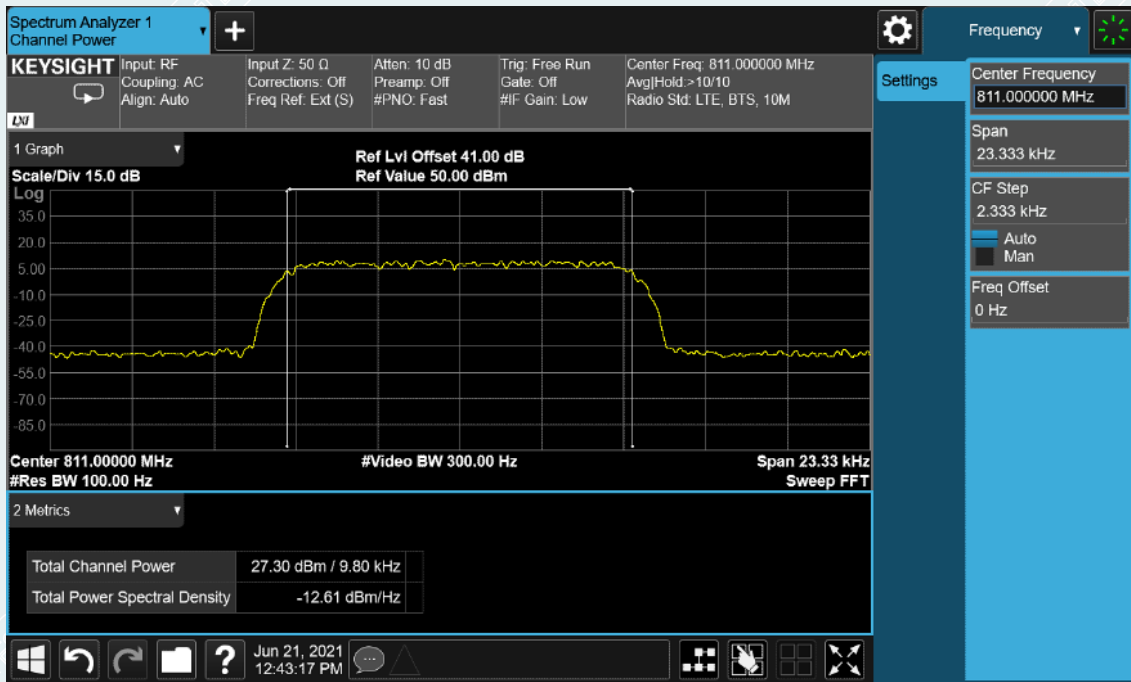 Spectrum Analyzer 1
Channel Power
+
Frequency
KEYSIGHT
LXI
Input: RF
Coupling: AC
Align: Auto
Input Z: 50 Ω
Corrections: Off
Freq Ref: Ext (S)
Atten: 10 dB
Preamp: Off
#PNO: Fast
Trig: Free Run
Gate: Off
#IF Gain: Low
Center Freq: 811.000000 MHz
Avg|Hold:>10/10
Radio Std: LTE, BTS, 10M
Settings
Center Frequency
811.000000 MHz
Span
23.333 kHz
CF Step
2.333 kHz
Auto
Man
Freq Offset
0 Hz
1 Graph
Scale/Div 15.0 dB
Ref Lvl Offset 41.00 dB
Ref Value 50.00 dBm
Log
35.0
20.0
5.00
-10.0
-25.0
-40.0
-55.0
-70.0
-85.0
Center 811.00000 MHz
#Video BW 300.00 Hz
Span 23.33 kHz
#Res BW 100.00 Hz
Sweep FFT
2 Metrics
Total Channel Power 27.30 dBm / 9.80 kHz
Total Power Spectral Density -12.61 dBm/Hz
?
Jun 21, 2021
12:43:17 PM